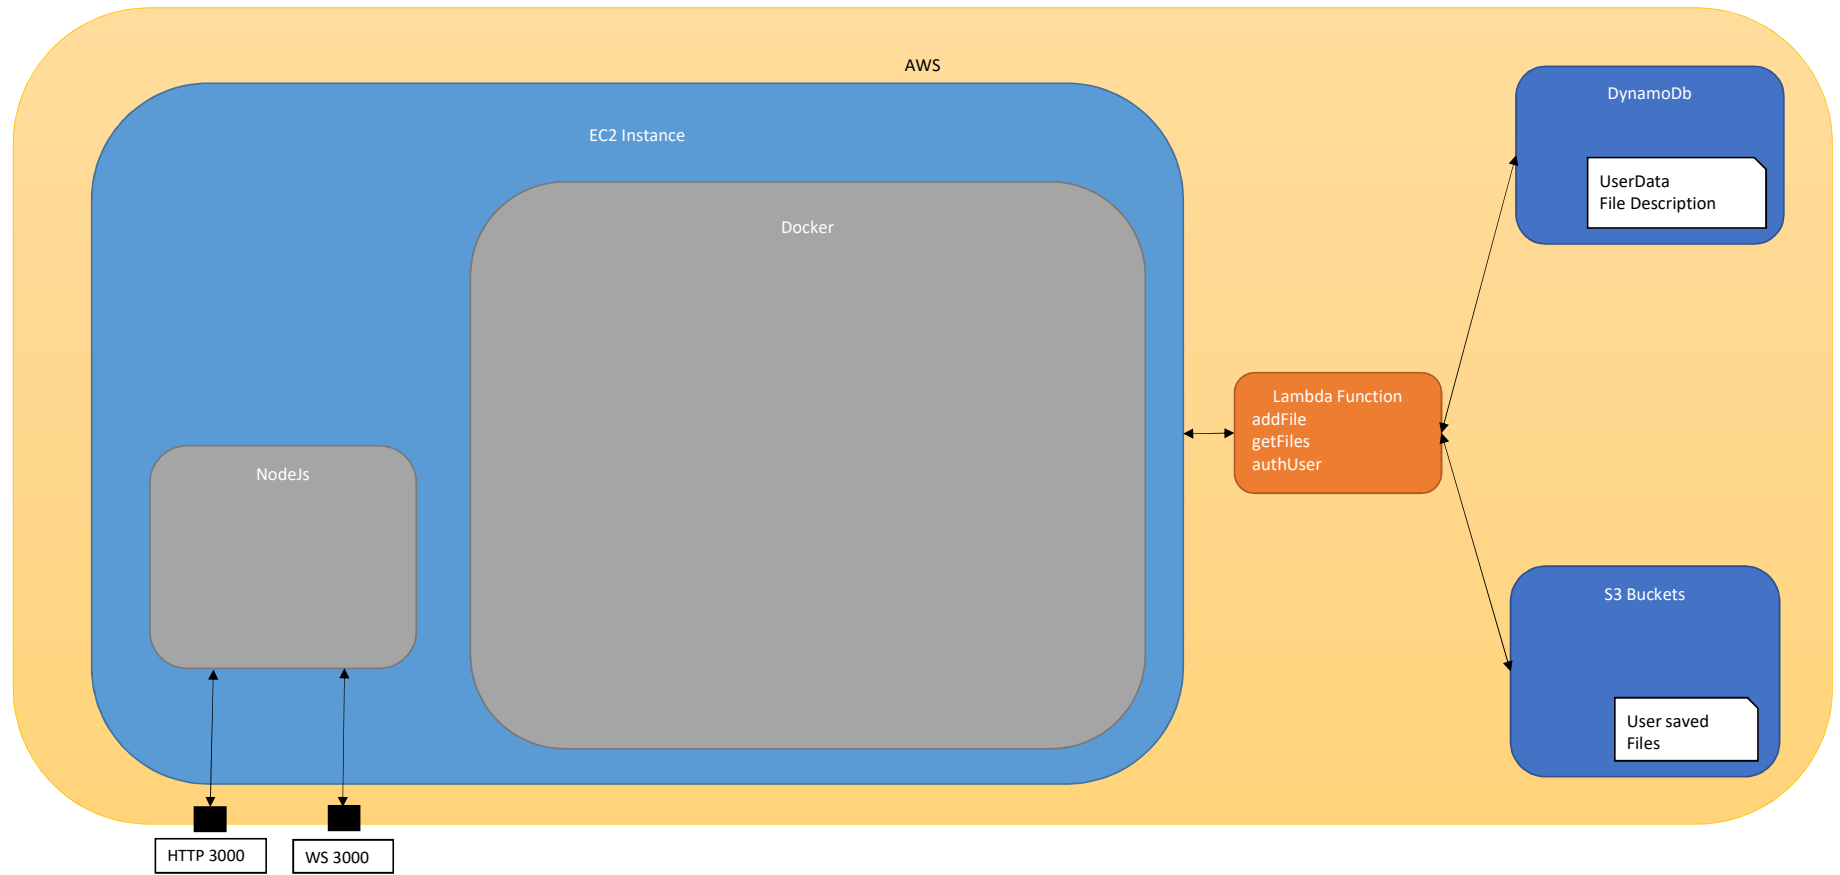 AWS
EC2 Instance
Docker
NodeJs
HTTP 3000
WS 3000
Lambda Function
addFile
getFiles
authUser
DynamoDb
UserData
File Description
S3 Buckets
User saved
Files